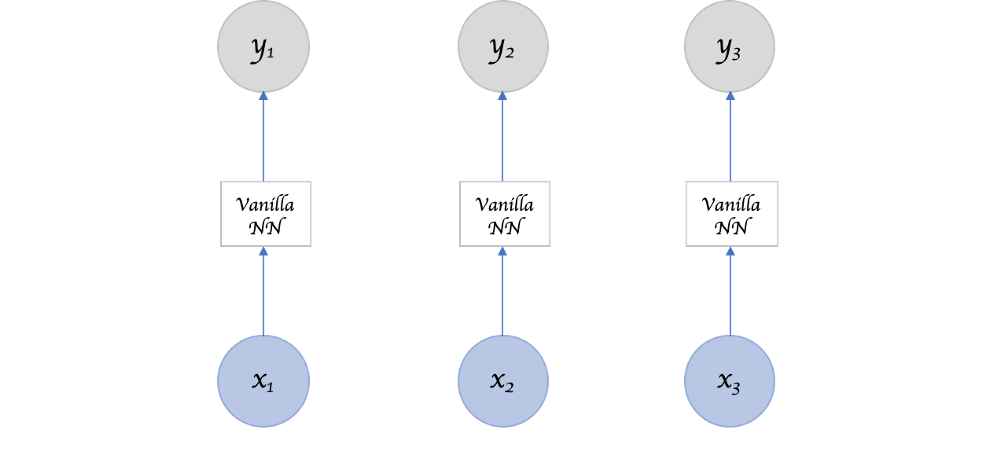 y1 y2 y3
Vanilla Vanilla Vanilla
NN NN NN
x1 x2 x3